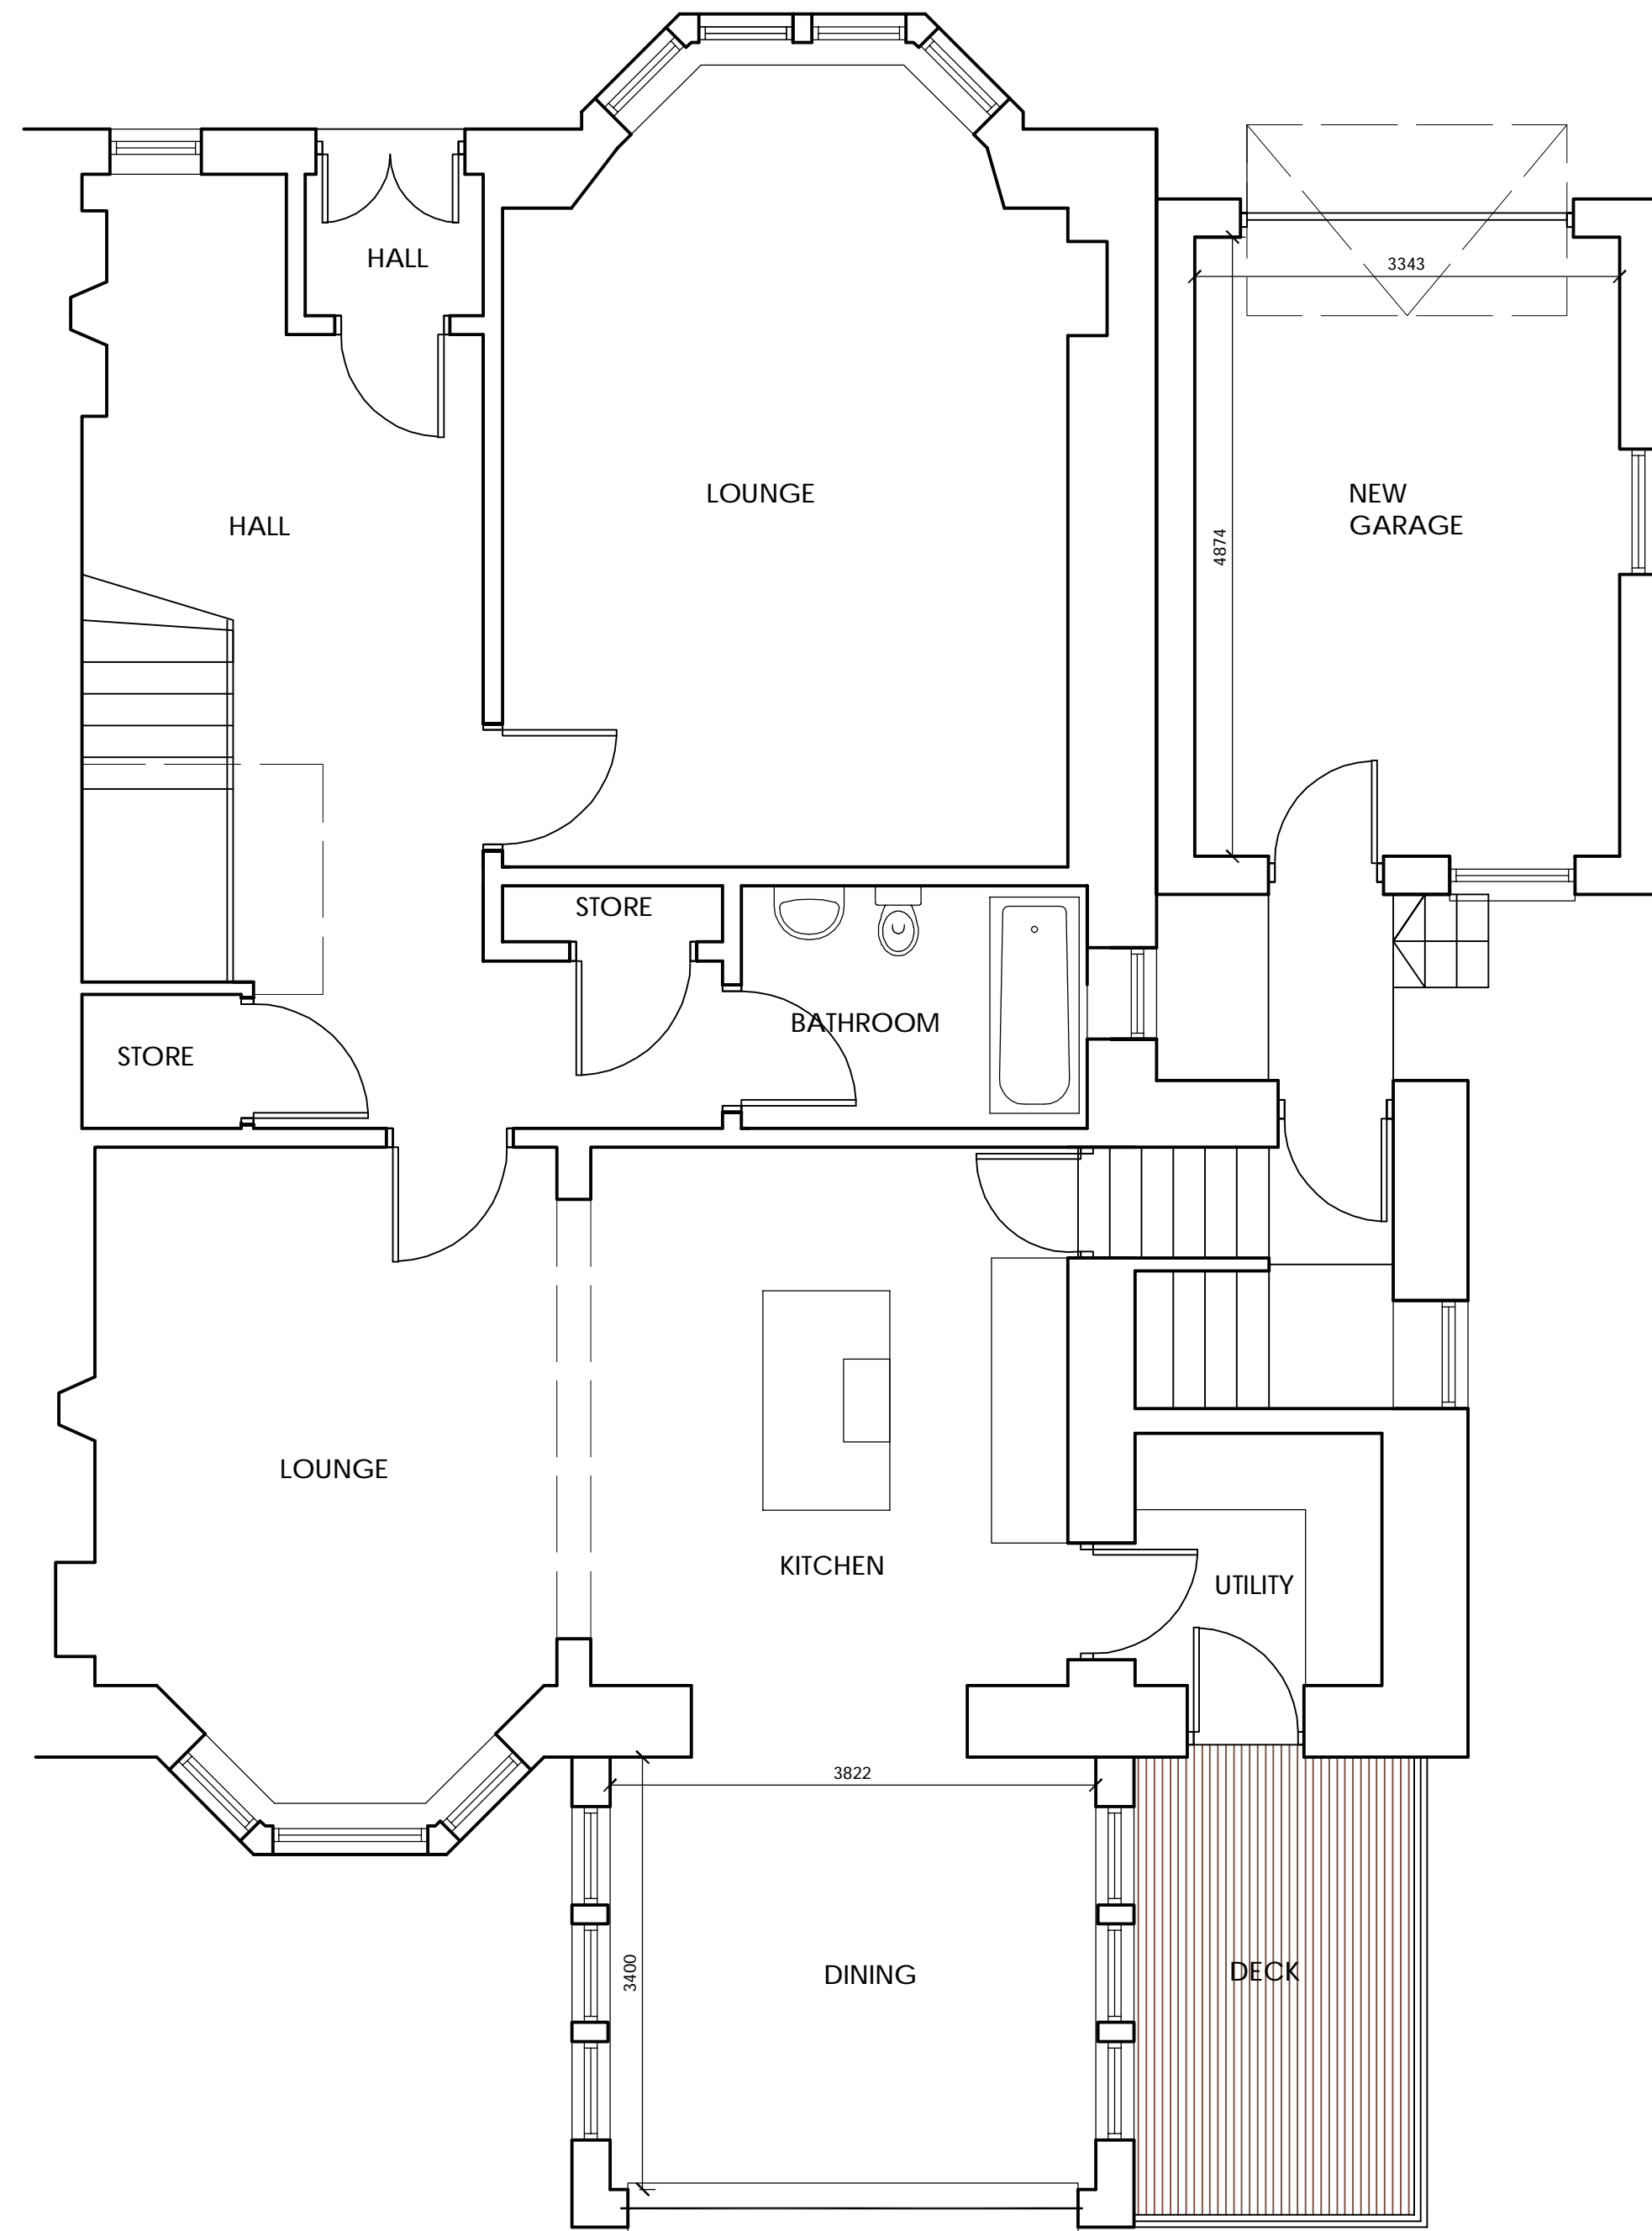 HALL
3343
LOUNGE
NEW
GARAGE
HALL
4874
STORE
BATHROOM
STORE
LOUNGE
KITCHEN
UTILITY
3822
DECK
DINING
3400